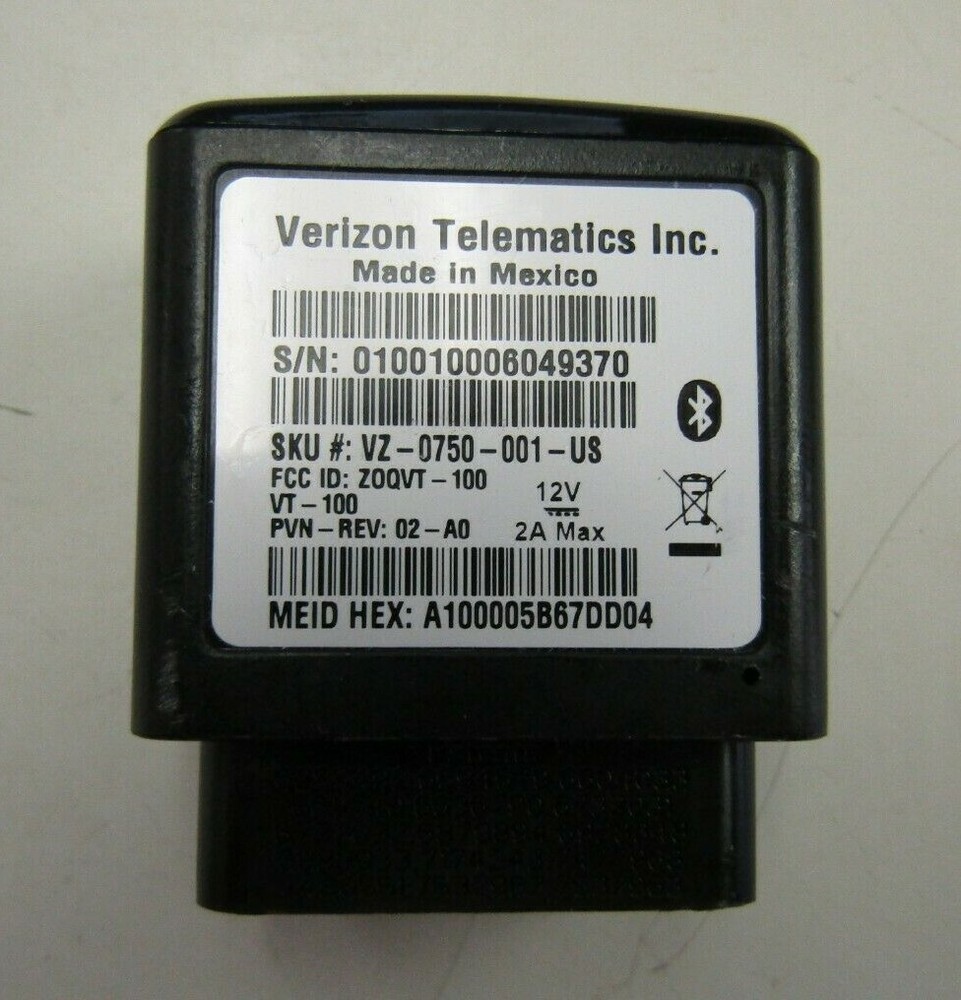 Verizon Telematics Inc.
Made in Mexico
S/N: 010010006049370
SKU #: VZ-0750-001-US
FCC ID: ZOQVT-100
VT-100
12V
PVN-REV: 02-A0
2A Max
MEID HEX: A100005B67DD04